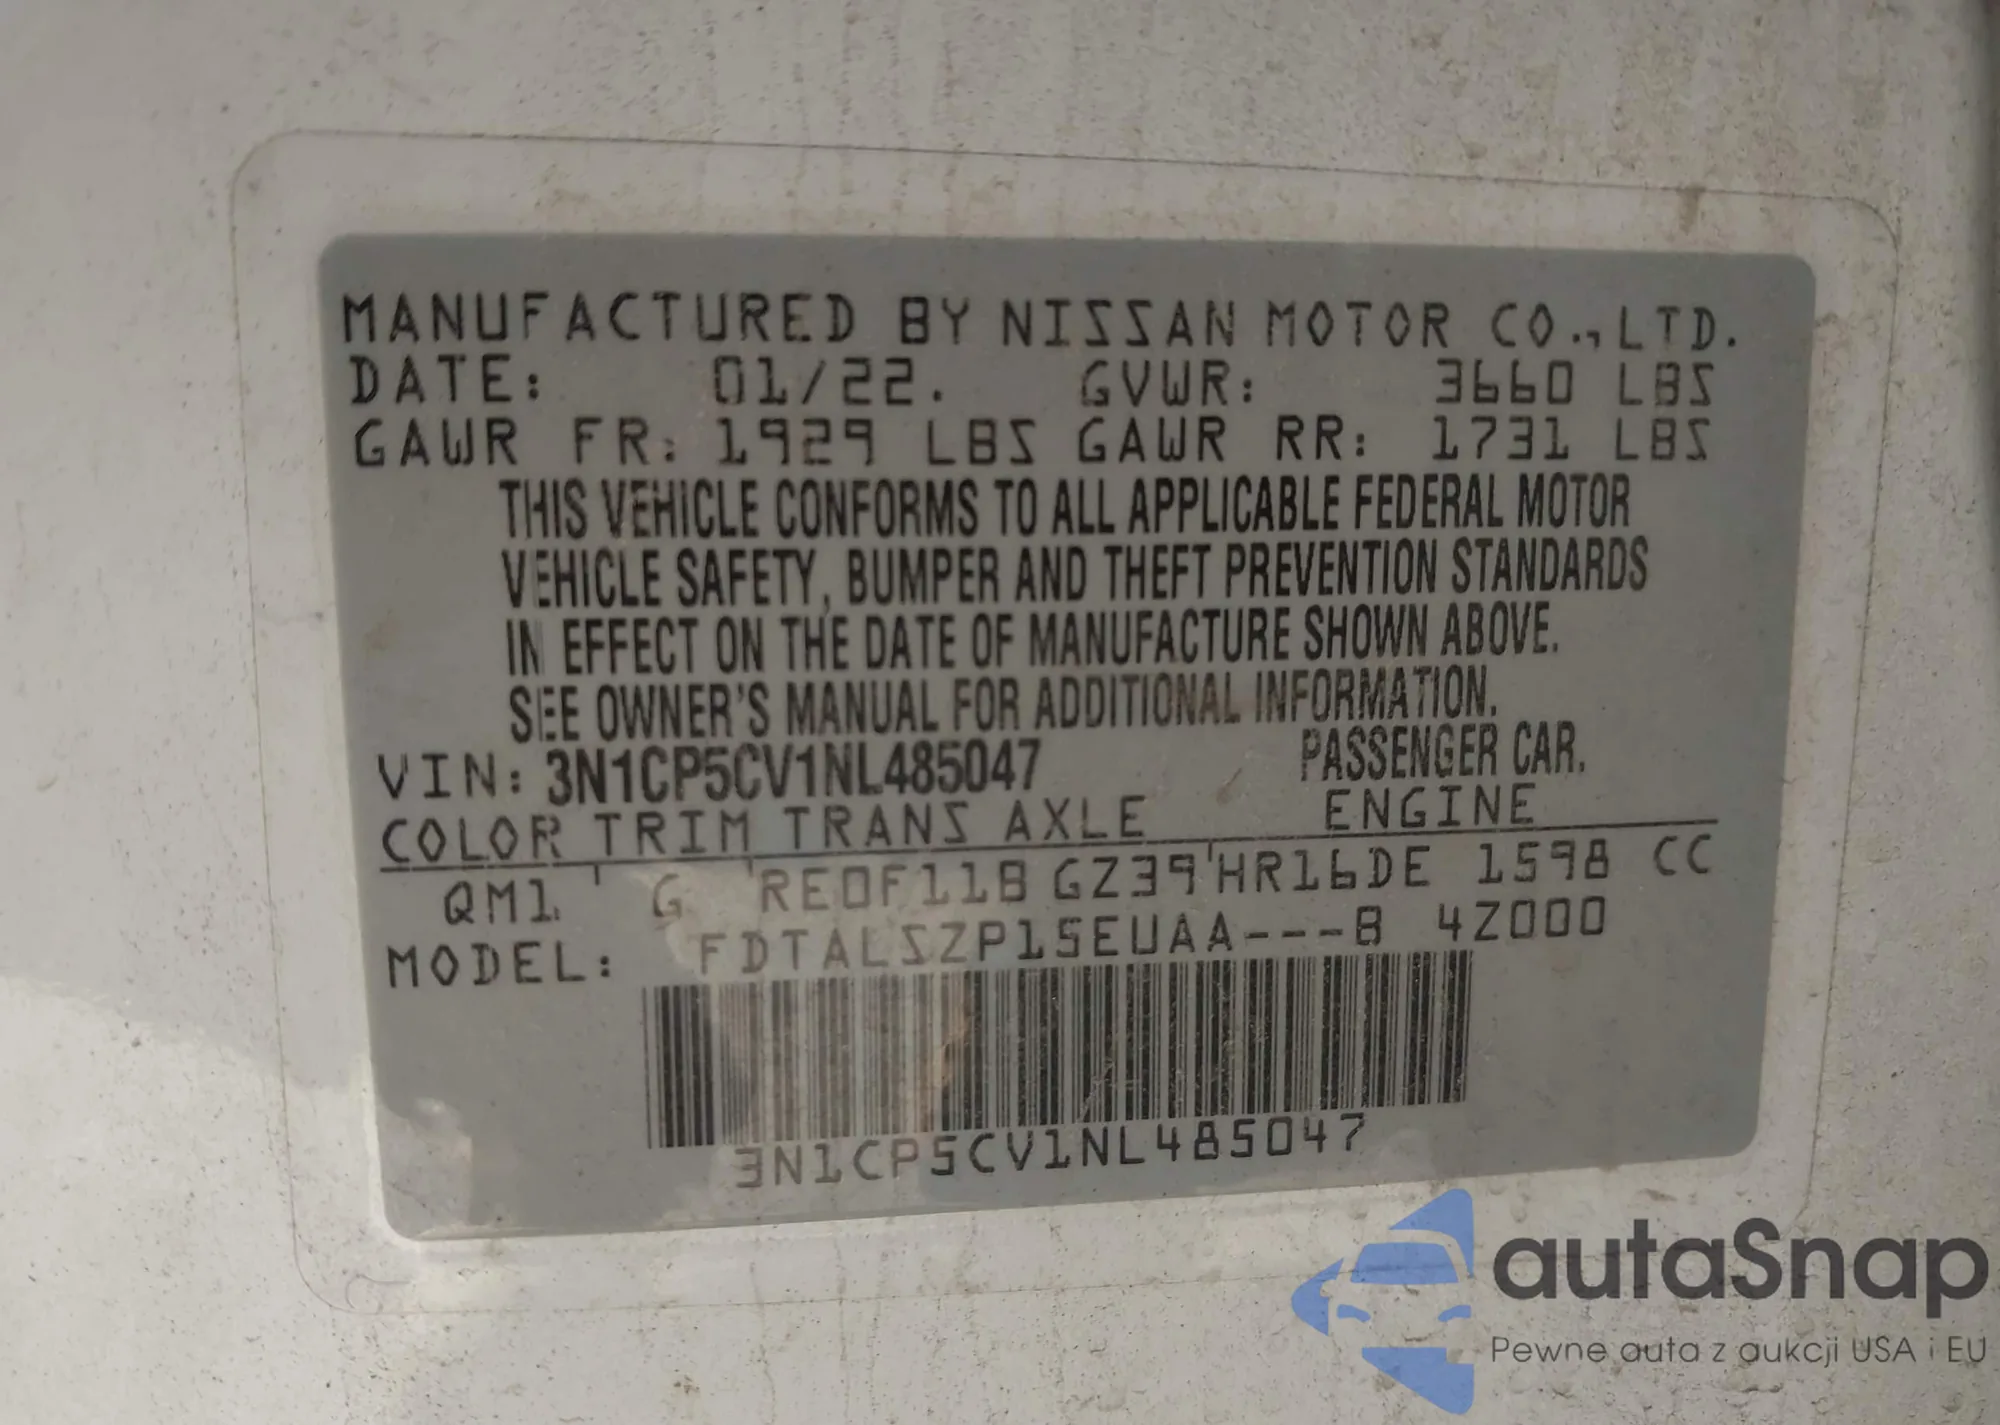 MANUFACTURED BY NISSAN MOTOR CO.,LTD.
DATE: 01/22. GVWR: 3660 LBS
GAWR FR: 1929 LBS GAWR RR: 1731 LBS
THIS VEHICLE CONFORMS TO ALL APPLICABLE FEDERAL MOTOR
VEHICLE SAFETY, BUMPER AND THEFT PREVENTION STANDARDS
IN EFFECT ON THE DATE OF MANUFACTURE SHOWN ABOVE.
SEE OWNER'S MANUAL FOR ADDITIONAL INFORMATION.
VIN: 3N1CP5CV1NL485047 PASSENGER CAR.
COLOR TRIM TRANS AXLE ENGINE
QM1 G RE0F11B GZ39 HR16DE 1598 CC
MODEL: FDTALSZP15EUAA---B 4Z000
3N1CP5CV1NL485047
autaSnap
Pewne auta z aukcji USA i EU